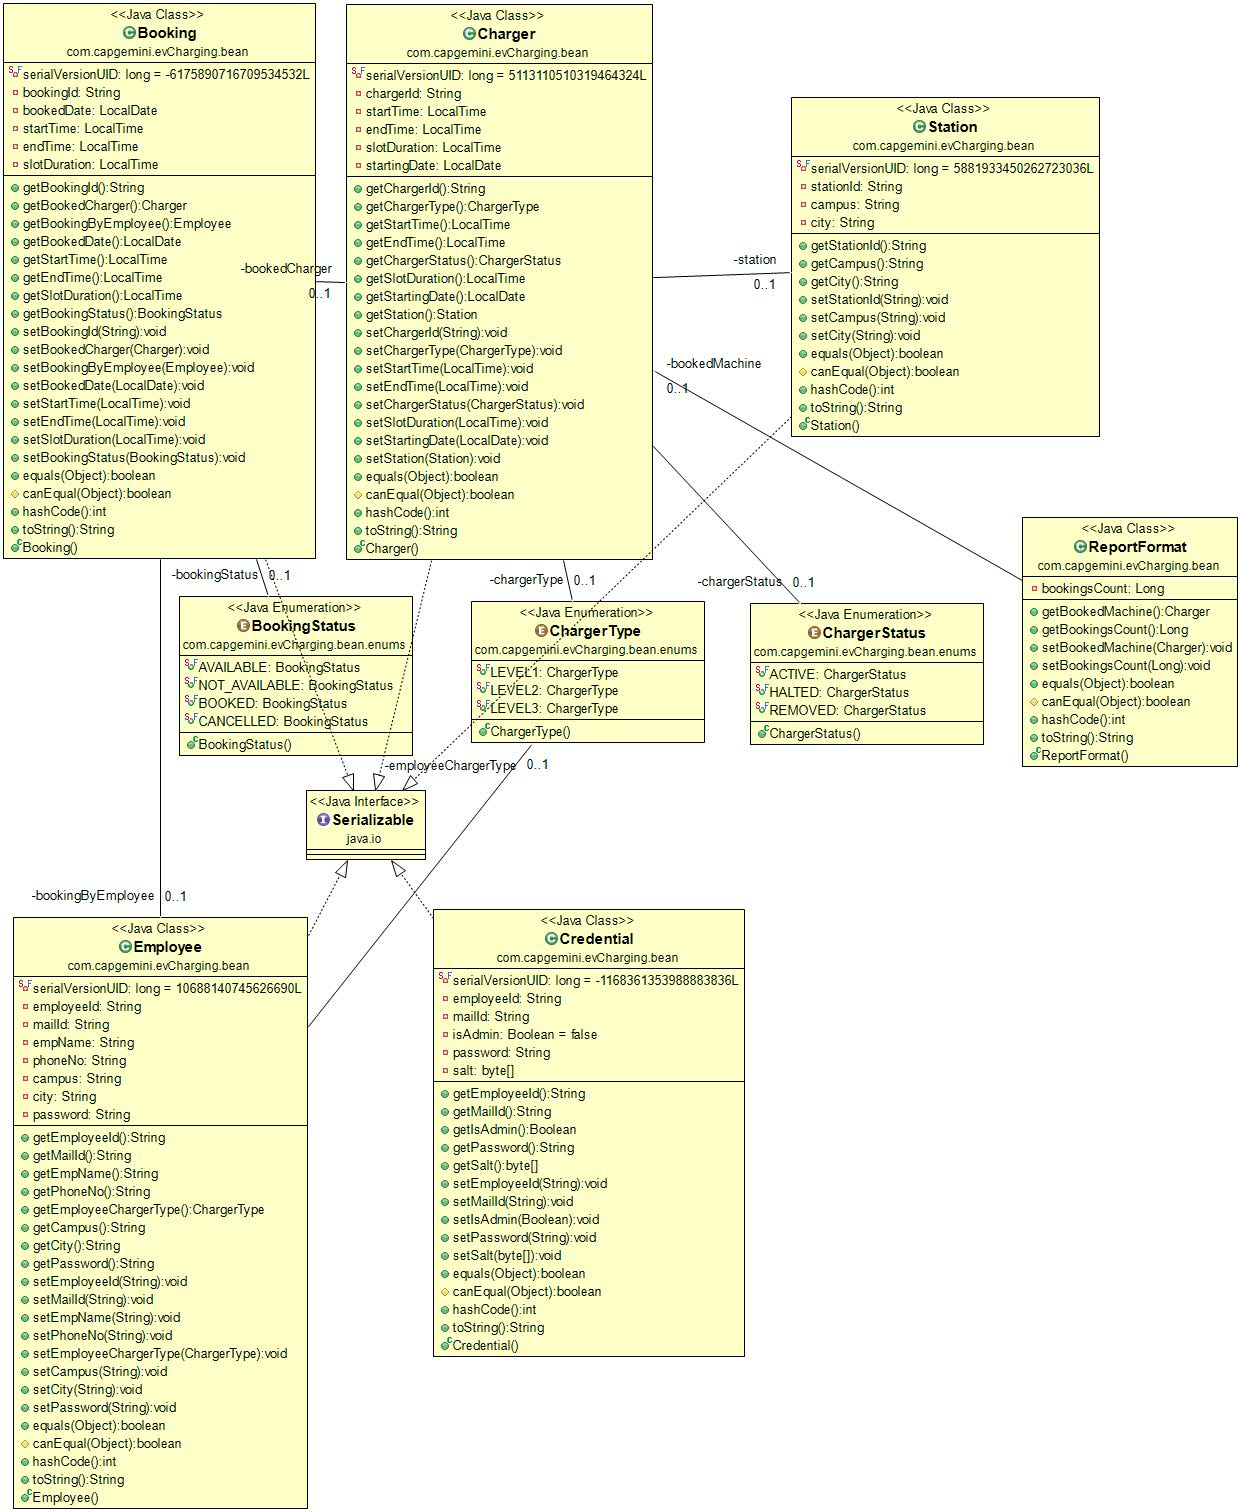 <<Java Class>>
Booking
com.capgemini.evCharging.bean
serialVersionUID: long = -6175890716709534532L
bookingId: String
bookedDate: LocalDate
startTime: LocalTime
endTime: LocalTime
slotDuration: LocalTime
getBookingId():String
getBookedCharger():Charger
getBookingByEmployee():Employee
getBookedDate():LocalDate
getStartTime():LocalTime
getEndTime():LocalTime
getSlotDuration():LocalTime
getBookingStatus():BookingStatus
setBookingId(String):void
setBookedCharger(Charger):void
setBookingByEmployee(Employee):void
setBookedDate(LocalDate):void
setStartTime(LocalTime):void
setEndTime(LocalTime):void
setSlotDuration(LocalTime):void
setBookingStatus(BookingStatus):void
equals(Object):boolean
canEqual(Object):boolean
hashCode():int
toString():String
Booking()
-bookedCharger
0..1
<<Java Class>>
Charger
com.capgemini.evCharging.bean
serialVersionUID: long = 5113110510319464324L
chargerId: String
startTime: LocalTime
endTime: LocalTime
slotDuration: LocalTime
startingDate: LocalDate
getChargerId():String
getChargerType():ChargerType
getStartTime():LocalTime
getEndTime():LocalTime
getChargerStatus():ChargerStatus
getSlotDuration():LocalTime
getStartingDate():LocalDate
getStation():Station
setChargerId(String):void
setChargerType(ChargerType):void
setStartTime(LocalTime):void
setEndTime(LocalTime):void
setChargerStatus(ChargerStatus):void
setSlotDuration(LocalTime):void
setStartingDate(LocalDate):void
setStation(Station):void
equals(Object):boolean
canEqual(Object):boolean
hashCode():int
toString():String
Charger()
-station
0..1
<<Java Class>>
Station
com.capgemini.evCharging.bean
serialVersionUID: long = 5881933450262723036L
stationId: String
campus: String
city: String
getStationId():String
getCampus():String
getCity():String
setStationId(String):void
setCampus(String):void
setCity(String):void
equals(Object):boolean
canEqual(Object):boolean
hashCode():int
toString():String
Station()
-bookedMachine
0..1
<<Java Class>>
ReportFormat
com.capgemini.evCharging.bean
bookingsCount: Long
getBookedMachine():Charger
getBookingsCount():Long
setBookedMachine(Charger):void
setBookingsCount(Long):void
equals(Object):boolean
canEqual(Object):boolean
hashCode():int
toString():String
ReportFormat()
-bookingStatus 0..1
<<Java Enumeration>>
BookingStatus
com.capgemini.evCharging.bean.enums
AVAILABLE: BookingStatus
NOT_AVAILABLE: BookingStatus
BOOKED: BookingStatus
CANCELLED: BookingStatus
BookingStatus()
-chargerType 0..1
<<Java Enumeration>>
ChargerType
com.capgemini.evCharging.bean.enums
LEVEL1: ChargerType
LEVEL2: ChargerType
LEVEL3: ChargerType
ChargerType()
-chargerStatus 0..1
<<Java Enumeration>>
ChargerStatus
com.capgemini.evCharging.bean.enums
ACTIVE: ChargerStatus
HALTED: ChargerStatus
REMOVED: ChargerStatus
ChargerStatus()
-employeeChargerType 0..1
<<Java Interface>>
Serializable
java.io
-bookingByEmployee 0..1
<<Java Class>>
Employee
com.capgemini.evCharging.bean
serialVersionUID: long = 10688140745626690L
employeeId: String
mailId: String
empName: String
phoneNo: String
campus: String
city: String
password: String
getEmployeeId():String
getMailId():String
getEmpName():String
getPhoneNo():String
getEmployeeChargerType():ChargerType
getCampus():String
getCity():String
getPassword():String
setEmployeeId(String):void
setMailId(String):void
setEmpName(String):void
setPhoneNo(String):void
setEmployeeChargerType(ChargerType):void
setCampus(String):void
setCity(String):void
setPassword(String):void
equals(Object):boolean
canEqual(Object):boolean
hashCode():int
toString():String
Employee()
<<Java Class>>
Credential
com.capgemini.evCharging.bean
serialVersionUID: long = -1168361353988883836L
employeeId: String
mailId: String
isAdmin: Boolean = false
password: String
salt: byte[]
getEmployeeId():String
getMailId():String
getIsAdmin():Boolean
getPassword():String
getSalt():byte[]
setEmployeeId(String):void
setMailId(String):void
setIsAdmin(Boolean):void
setPassword(String):void
setSalt(byte[]):void
equals(Object):boolean
canEqual(Object):boolean
hashCode():int
toString():String
Credential()